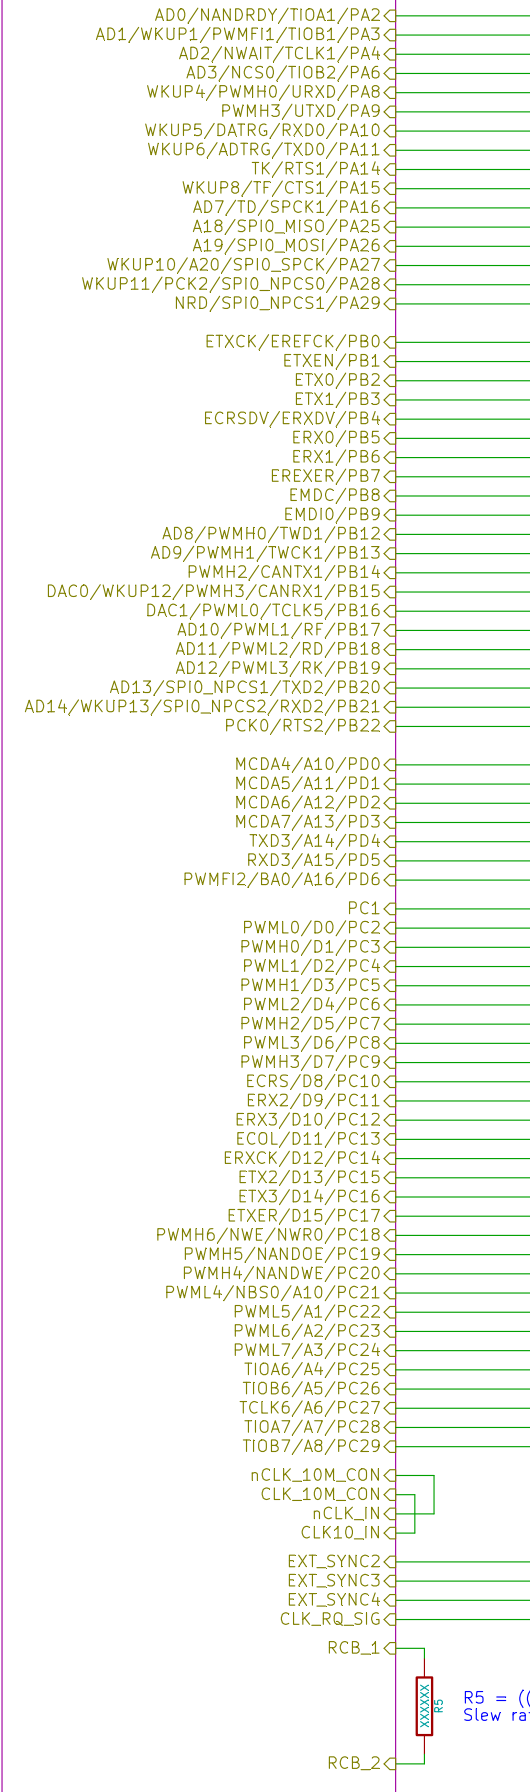 AD0/NANDRDY/TIOA1/PA2
AD1/WKUP1/PWMFI1/TIOB1/PA3
AD2/NWAIT/TCLK1/PA4
AD3/NCS0/TIOB2/PA6
WKUP4/PWMH0/URXD/PA8
PWMH3/UTXD/PA9
WKUP5/DATRG/RXD0/PA10
WKUP6/ADTRG/TXD0/PA11
TK/RTS1/PA14
WKUP8/TF/CTS1/PA15
AD7/TD/SPCK1/PA16
A18/SPI0_MISO/PA25
A19/SPI0_MOSI/PA26
WKUP10/A20/SPI0_SPCK/PA27
WKUP11/PCK2/SPI0_NPCS0/PA28
NRD/SPI0_NPCS1/PA29
ETXCK/EREFCK/PB0
ETXEN/PB1
ETX0/PB2
ETX1/PB3
ECRSDV/ERXDV/PB4
ERX0/PB5
ERX1/PB6
EREXER/PB7
EMDC/PB8
EMDIO/PB9
AD8/PWMH0/TWD1/PB12
AD9/PWMH1/TWCK1/PB13
PWMH2/CANTX1/PB14
DAC0/WKUP12/PWMH3/CANRX1/PB15
DAC1/PWML0/TCLK5/PB16
AD10/PWML1/RF/PB17
AD11/PWML2/RD/PB18
AD12/PWML3/RK/PB19
AD13/SPI0_NPCS1/TXD2/PB20
AD14/WKUP13/SPI0_NPCS2/RXD2/PB21
PCK0/RTS2/PB22
MCDA4/A10/PD0
MCDA5/A11/PD1
MCDA6/A12/PD2
MCDA7/A13/PD3
TXD3/A14/PD4
RXD3/A15/PD5
PWMFI2/BA0/A16/PD6
PC1
PWML0/D0/PC2
PWMH0/D1/PC3
PWML1/D2/PC4
PWMH1/D3/PC5
PWML2/D4/PC6
PWMH2/D5/PC7
PWML3/D6/PC8
PWMH3/D7/PC9
ECRS/D8/PC10
ERX2/D9/PC11
ERX3/D10/PC12
ECOL/D11/PC13
ERXCK/D12/PC14
ETX2/D13/PC15
ETX3/D14/PC16
ETXER/D15/PC17
PWMH6/NWE/NWR0/PC18
PWMH5/NANDOE/PC19
PWMH4/NANDWE/PC20
PWML4/NBS0/A10/PC21
PWML5/A1/PC22
PWML6/A2/PC23
PWML7/A3/PC24
TIOA6/A4/PC25
TIOB6/A5/PC26
TCLK6/A6/PC27
TIOA7/A7/PC28
TIOB7/A8/PC29
nCLK_10M_CON
CLK_10M_CON
nCLK_IN
CLK10_IN
EXT_SYNC2
EXT_SYNC3
EXT_SYNC4
CLK_RQ_SIG
RCB_1
XXXXXX
R5
R5 = ((
Slew ra
RCB_2